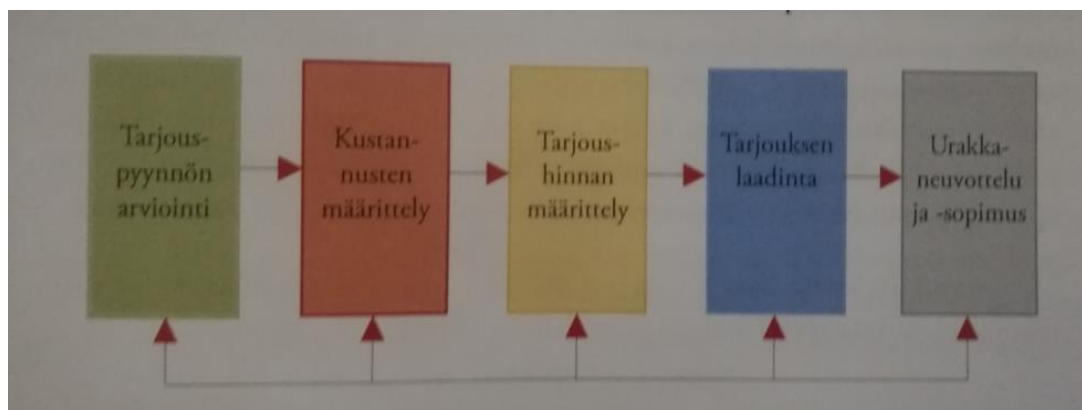 Tarjous-
pyynnön
arviointi
Kustan-
nusten
määrittely
Tarjous-
hinnan
määrittely
Tarjouksen
laadinta
Urakka-
neuvottelu
ja -sopimus